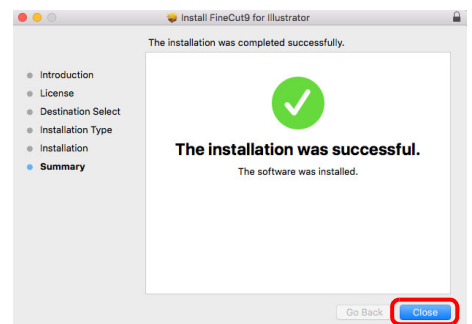 Install FineCut9 for Illustrator
The installation was completed successfully.
Introduction
License
Destination Select
Installation Type
Installation
Summary
The installation was successful.
The software was installed.
Go Back
Close